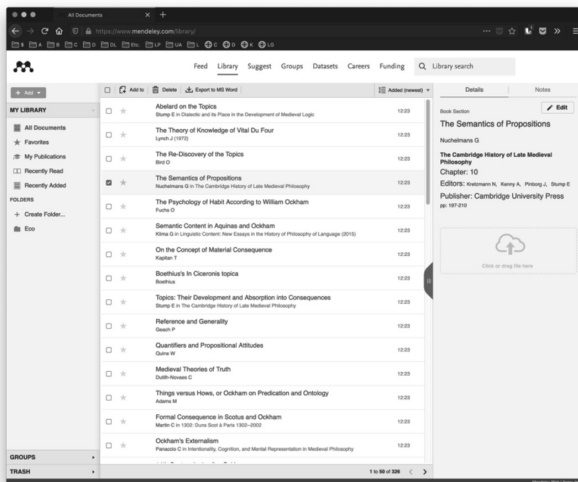 All Documents
https://www.mendeley.com/library/
Feed Library Suggest Groups Datasets Careers Funding Library search
+ Add
Add to Delete Export to MS Word Added (newest)
Details Notes
MY LIBRARY
All Documents
Favorites
My Publications
Recently Read
Recently Added
FOLDERS
+ Create Folder...
Eco
GROUPS
TRASH
Abelard on the Topics
Stump E in Dialectic and Its Place in the Development of Medieval Logic
12:23
The Theory of Knowledge of Vital Du Four
Lynch J (1972)
12:23
The Re-Discovery of the Topics
Bird O
12:23
The Semantics of Propositions
Nuchelmans G in The Cambridge History of Late Medieval Philosophy
12:23
The Psychology of Habit According to William Ockham
Fuchs O
12:23
Semantic Content in Aquinas and Ockham
Klima G in Linguistic Content: New Essays in the History of Philosophy of Language (2015)
12:23
On the Concept of Material Consequence
Kapitan T
12:23
Boethius's In Ciceronis topica
Boethius
12:23
Topics: Their Development and Absorption into Consequences
Stump E in The Cambridge History of Late Medieval Philosophy
12:23
Reference and Generality
Geach P
12:23
Quantifiers and Propositional Attitudes
Quine W
12:23
Medieval Theories of Truth
Dutilh-Novaes C
12:23
Things versus Hows, or Ockham on Predication and Ontology
Adams M
12:23
Formal Consequence in Scotus and Ockham
Martin C in 1302: Duns Scot à Paris 1302–2002
12:23
Ockham's Externalism
Panaccio C in Intentionality, Cognition, and Mental Representation in Medieval Philosophy
12:23
1 to 50 of 326
Book Section
Edit
The Semantics of Propositions
Nuchelmans G
The Cambridge History of Late Medieval
Philosophy
Chapter: 10
Editors: Kretzmann N, Kenny A, Pinborg J, Stump E
Publisher: Cambridge University Press
pp: 197-210
Click or drag file here